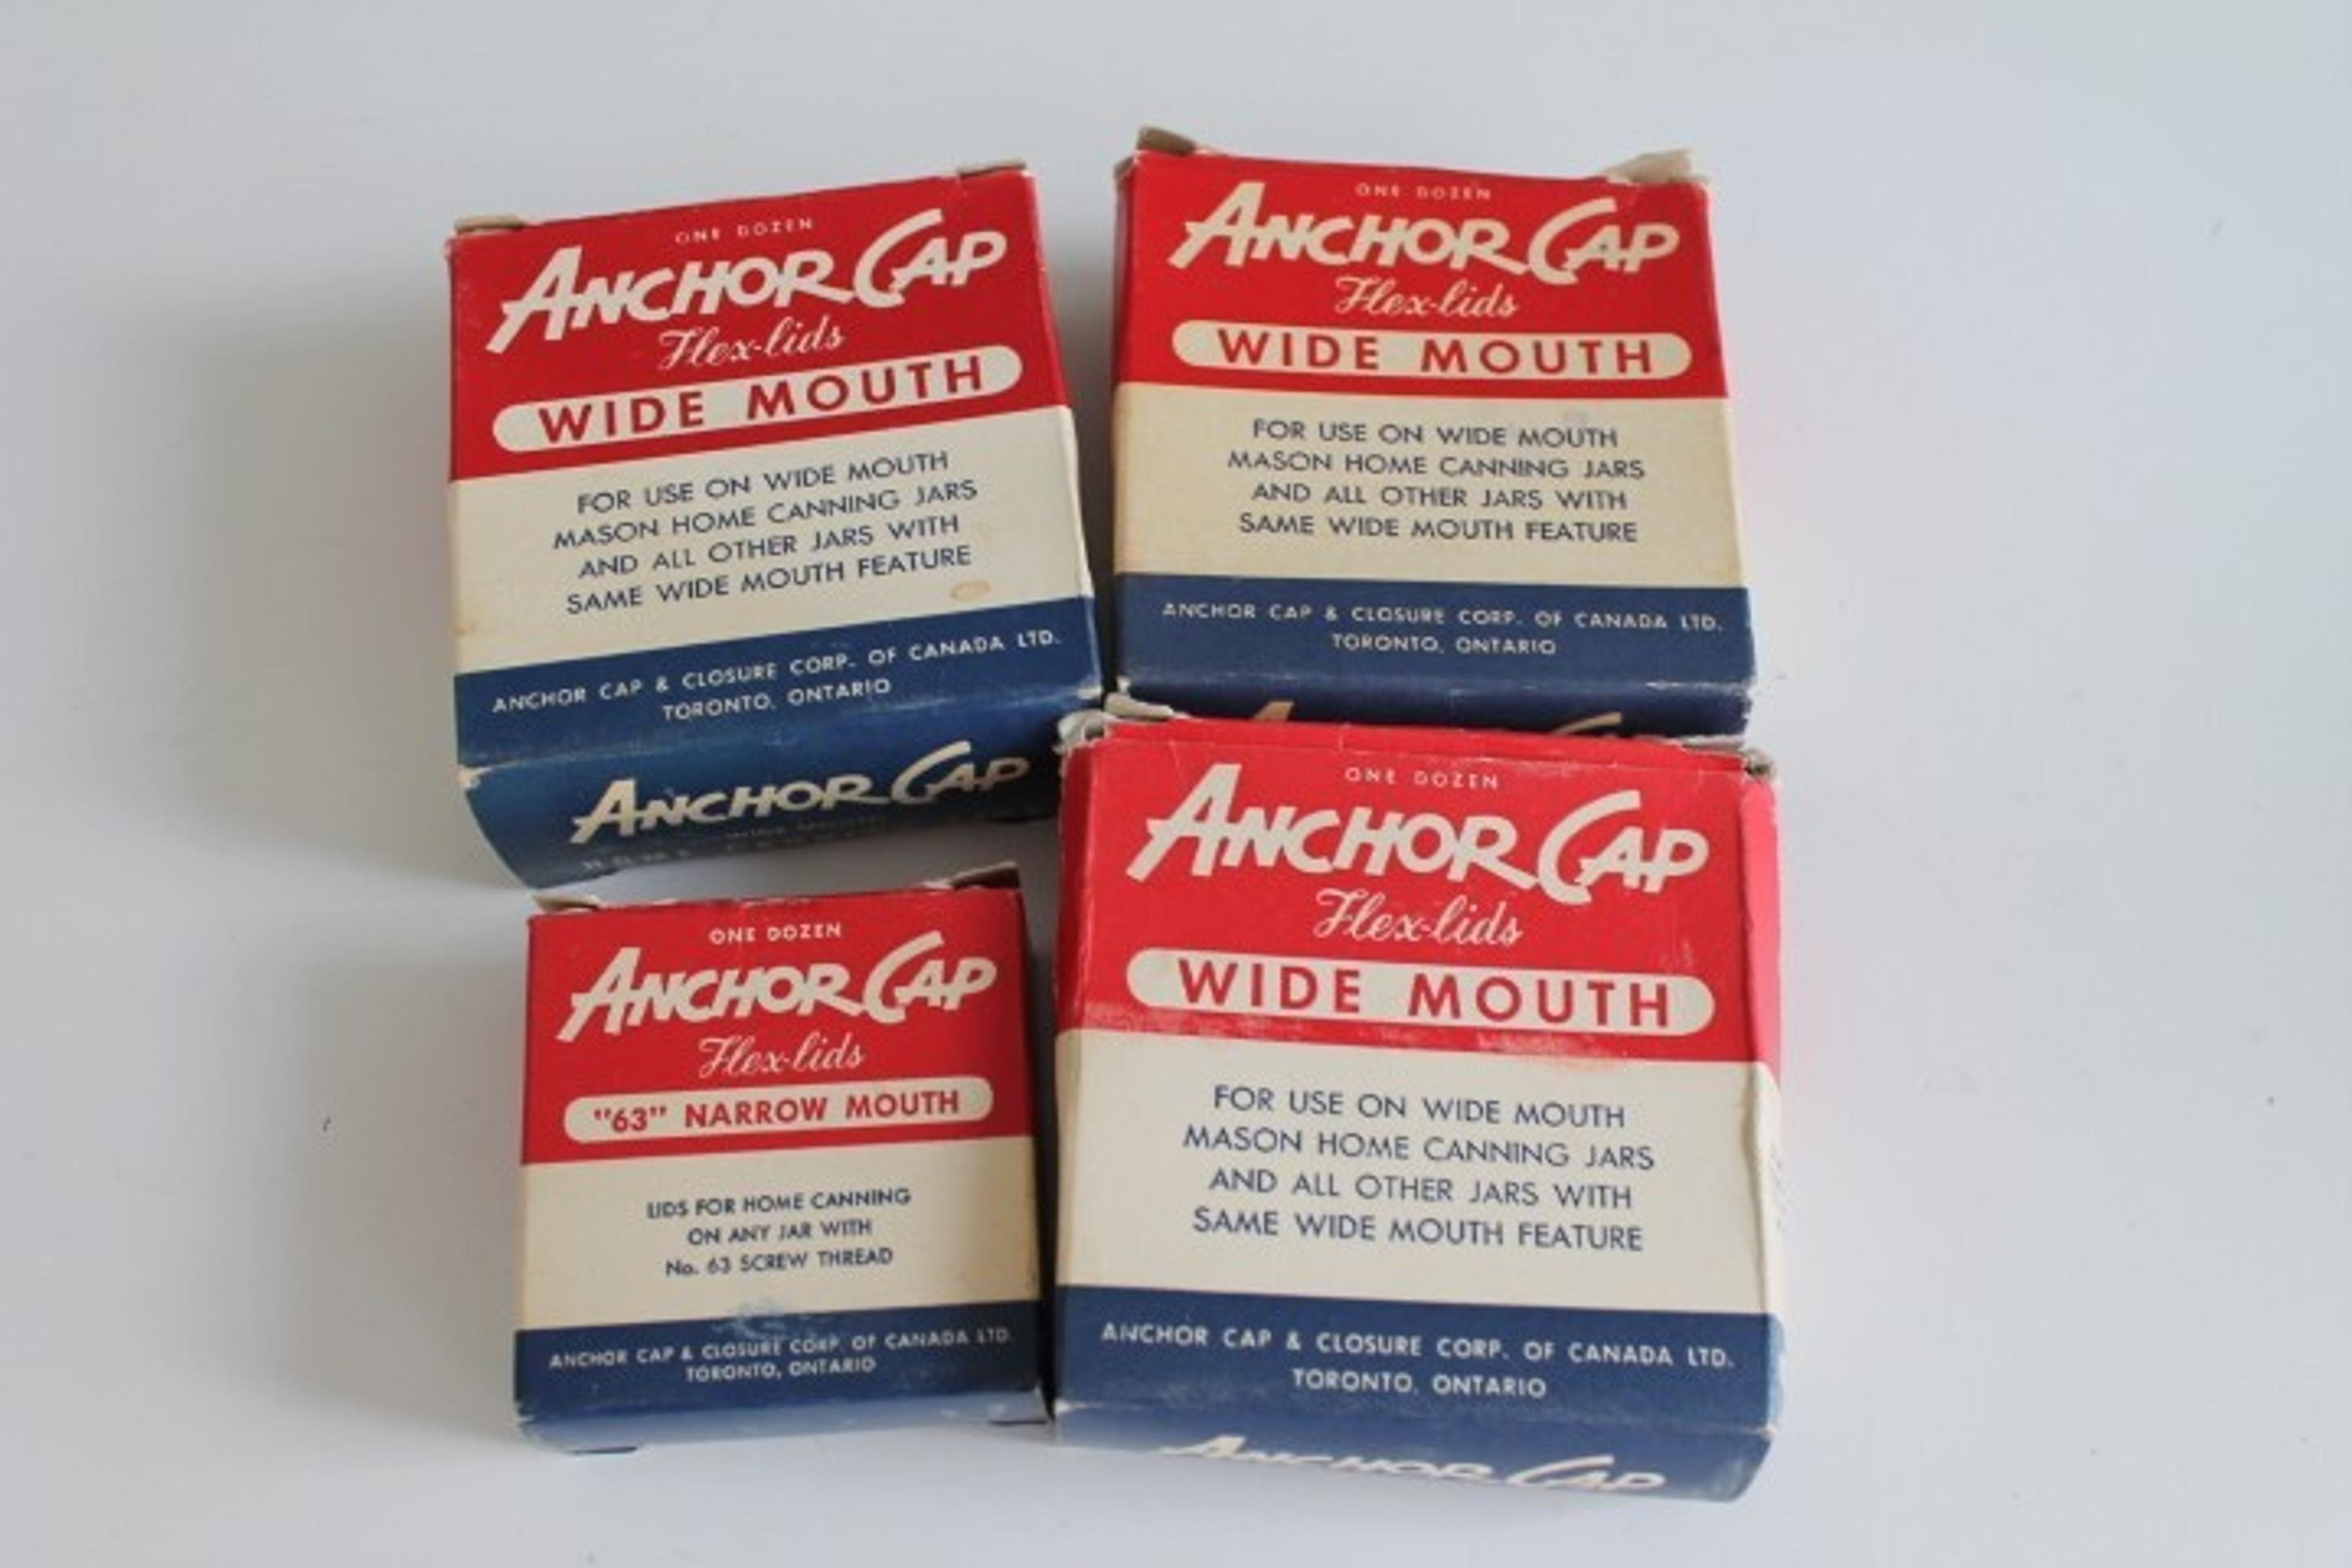 ONE DOZEN
ANCHOR CAP
Flex-lids
WIDE MOUTH
FOR USE ON WIDE MOUTH
MASON HOME CANNING JARS
AND ALL OTHER JARS WITH
SAME WIDE MOUTH FEATURE
ANCHOR CAP & CLOSURE CORP. OF CANADA LTD.
TORONTO, ONTARIO
ANCHOR CAP
ONE DOZEN
ANCHOR CAP
Flex-lids
WIDE MOUTH
FOR USE ON WIDE MOUTH
MASON HOME CANNING JARS
AND ALL OTHER JARS WITH
SAME WIDE MOUTH FEATURE
ANCHOR CAP & CLOSURE CORP. OF CANADA LTD.
TORONTO, ONTARIO
ONE DOZEN
ANCHOR CAP
Flex-lids
"63" NARROW MOUTH
LIDS FOR HOME CANNING
ON ANY JAR WITH
No. 63 SCREW THREAD
ANCHOR CAP & CLOSURE CORP. OF CANADA LTD.
TORONTO, ONTARIO
ONE DOZEN
ANCHOR CAP
Flex-lids
WIDE MOUTH
FOR USE ON WIDE MOUTH
MASON HOME CANNING JARS
AND ALL OTHER JARS WITH
SAME WIDE MOUTH FEATURE
ANCHOR CAP & CLOSURE CORP. OF CANADA LTD.
TORONTO, ONTARIO
ANCHOR CAP